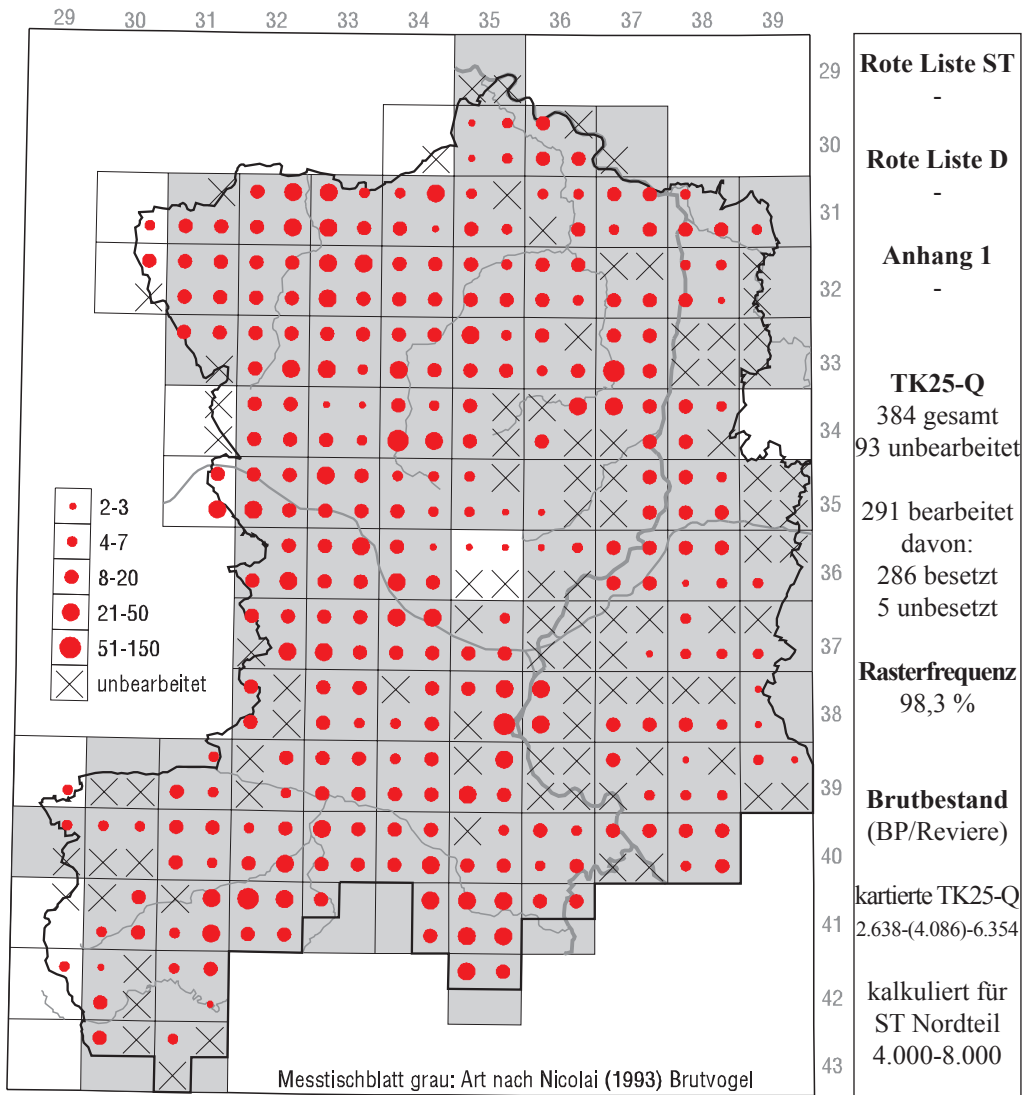 29 30 31 32 33 34 35 36 37 38 39
29
30
31
32
33
34
35
36
37
38
39
40
41
42
43
2-3
4-7
8-20
21-50
51-150
unbearbeitet
Messtischblatt grau: Art nach Nicolai (1993) Brutvogel
Rote Liste ST
-
Rote Liste D
-
Anhang 1
-
TK25-Q
384 gesamt
93 unbearbeitet
291 bearbeitet
davon:
286 besetzt
5 unbesetzt
Rasterfrequenz
98,3 %
Brutbestand
(BP/Reviere)
kartierte TK25-Q
2.638-(4.086)-6.354
kalkuliert für
ST Nordteil
4.000-8.000